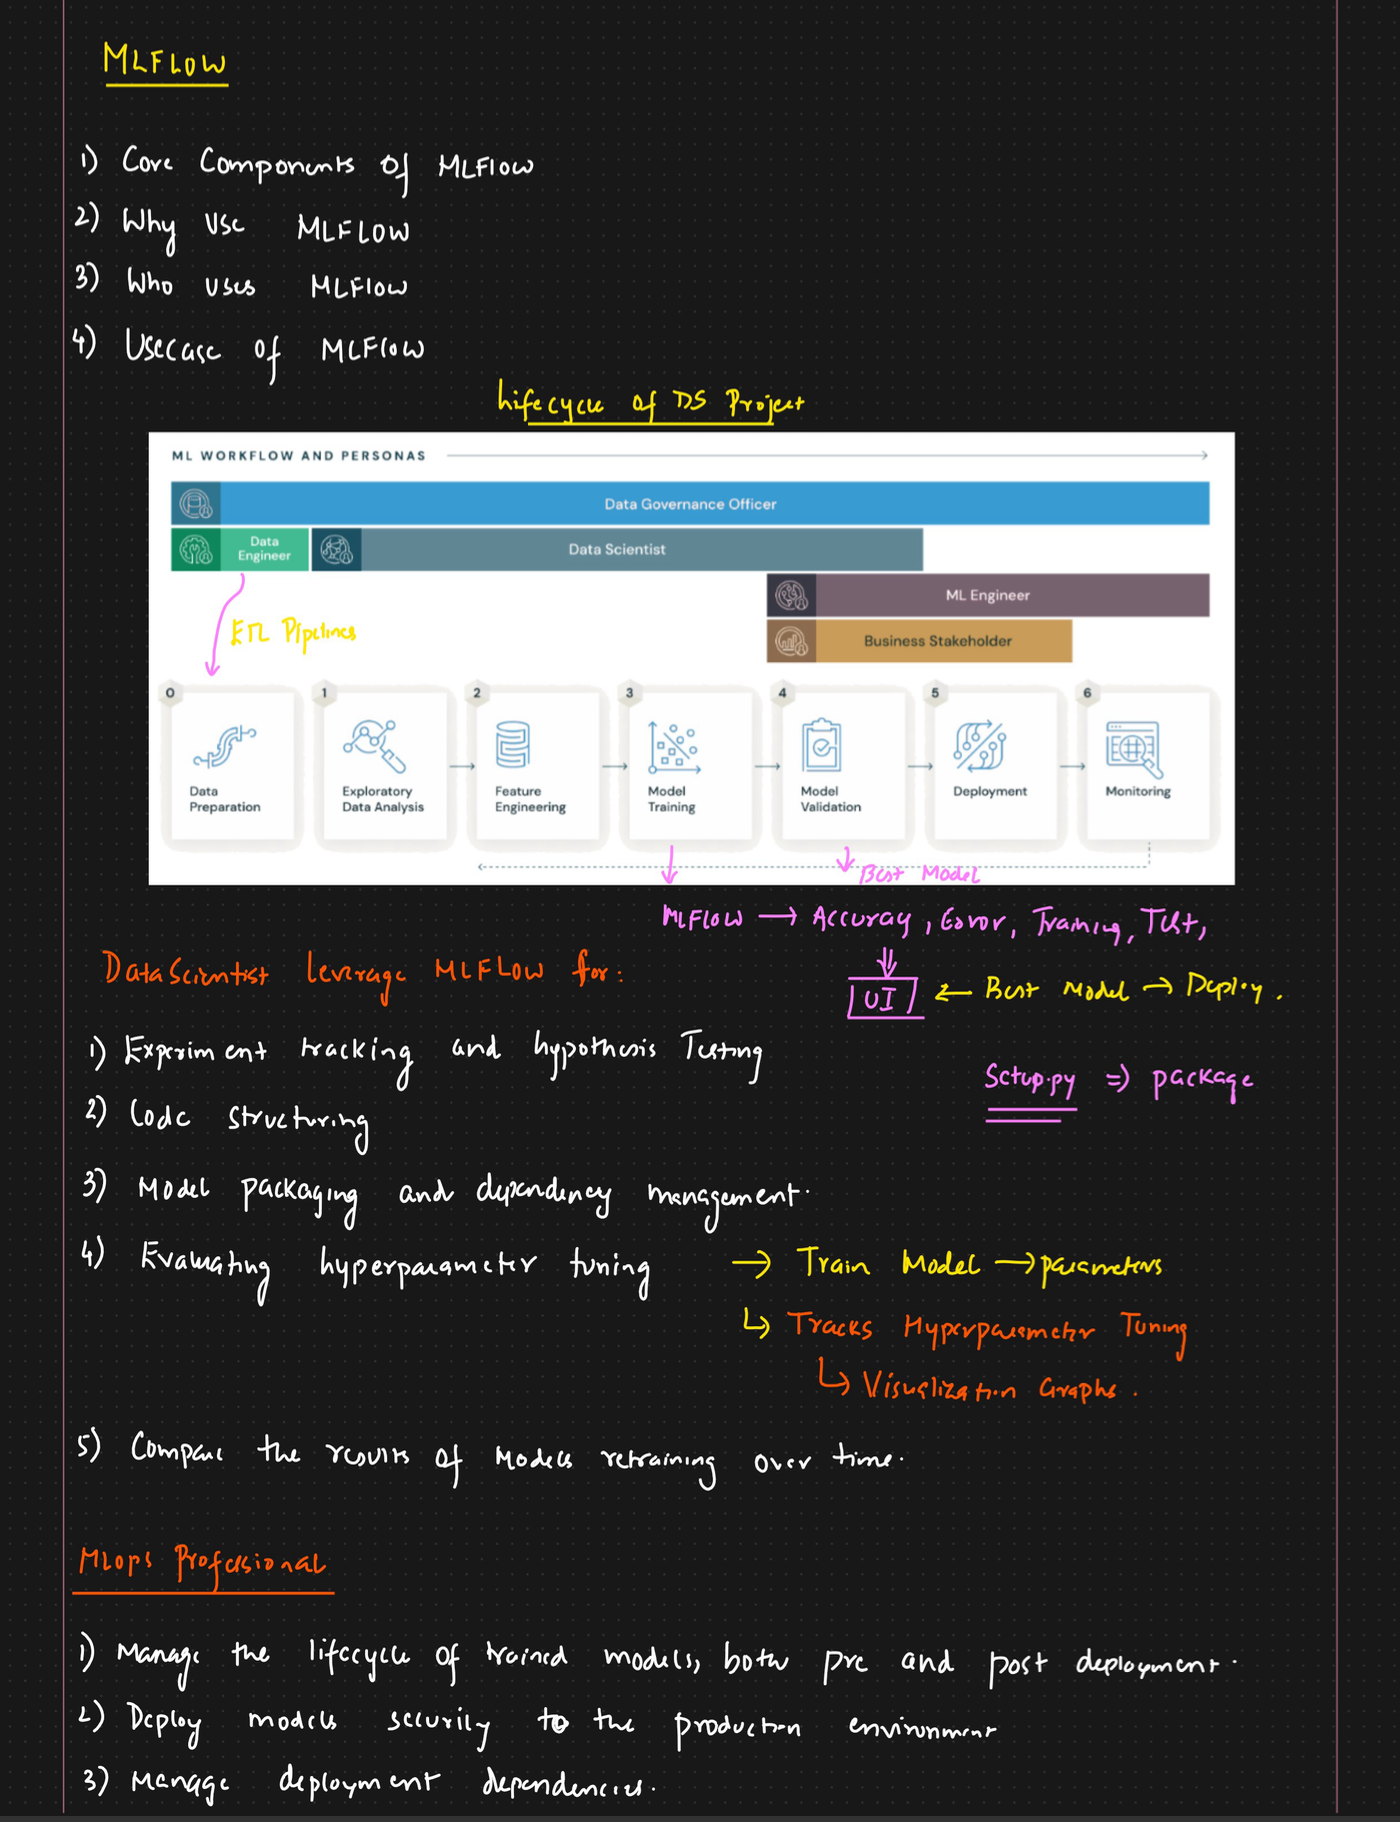 MLFLOW
1) Core Components of MLFlow
2) Why Use MLFLOW
3) Who uses MLFlow
4) Usecase of MLFlow
Lifecycle of DS Project
ML WORKFLOW AND PERSONAS
Data Governance Officer
Data
Engineer
Data Scientist
ML Engineer
ETL Pipelines
Business Stakeholder
0
1
2
3
4
5
6
Data
Preparation
Exploratory
Data Analysis
Feature
Engineering
Model
Training
Model
Validation
Deployment
Monitoring
Best Model
MLFlow → Accuray, Error, Training, Test,
Data Scientist leverage MLFLOW for:
UI ← Best Model → Deploy.
1) Experiment tracking and hypothesis Testing
Setup.py ⇒ package
2) Code structuring
3) Model packaging and dependency management.
4) Evaluating hyperparameter tuning → Train Model → parameters
↳ Tracks Hyperparameter Tuning
↳ Visualization Graphs.
5) Compare the results of models retraining over time.
MLops Professional
1) Manage the lifecycle of trained models, both pre and post deployment.
2) Deploy models securily to the production environment
3) Manage deployment dependencies.